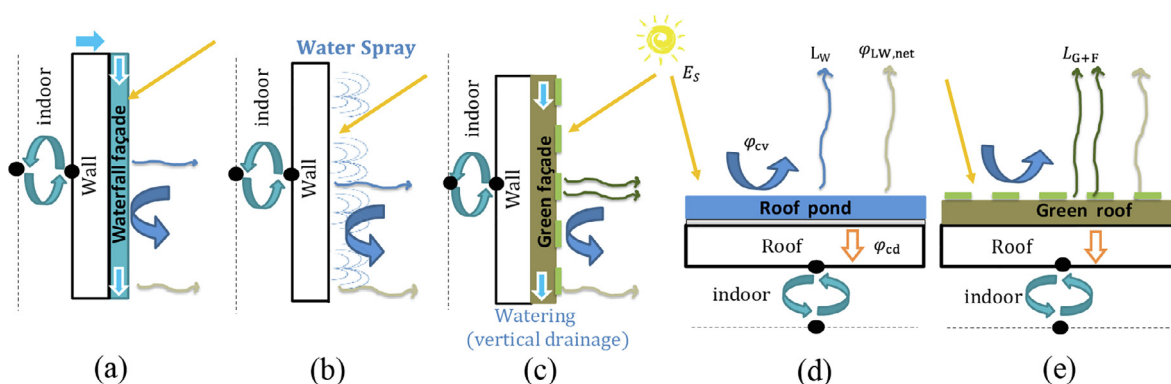 indoor
Wall
Waterfall façade
(a)
Water Spray
indoor
Wall
(b)
indoor
Wall
Green façade
Watering
(vertical drainage)
(c)
E_S
φ_cv
L_W
φ_LW,net
Roof pond
Roof
φ_cd
indoor
(d)
L_G+F
Green roof
Roof
indoor
(e)